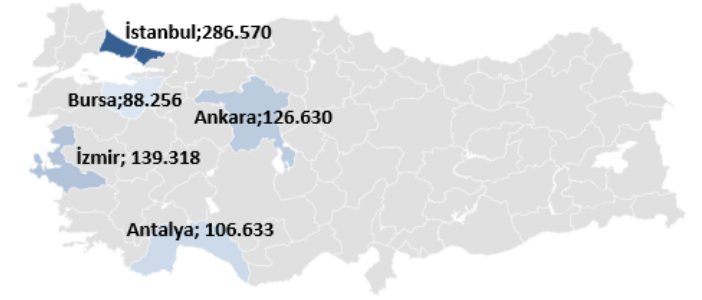 İstanbul;286.570
Bursa;88.256
Ankara;126.630
İzmir; 139.318
Antalya; 106.633